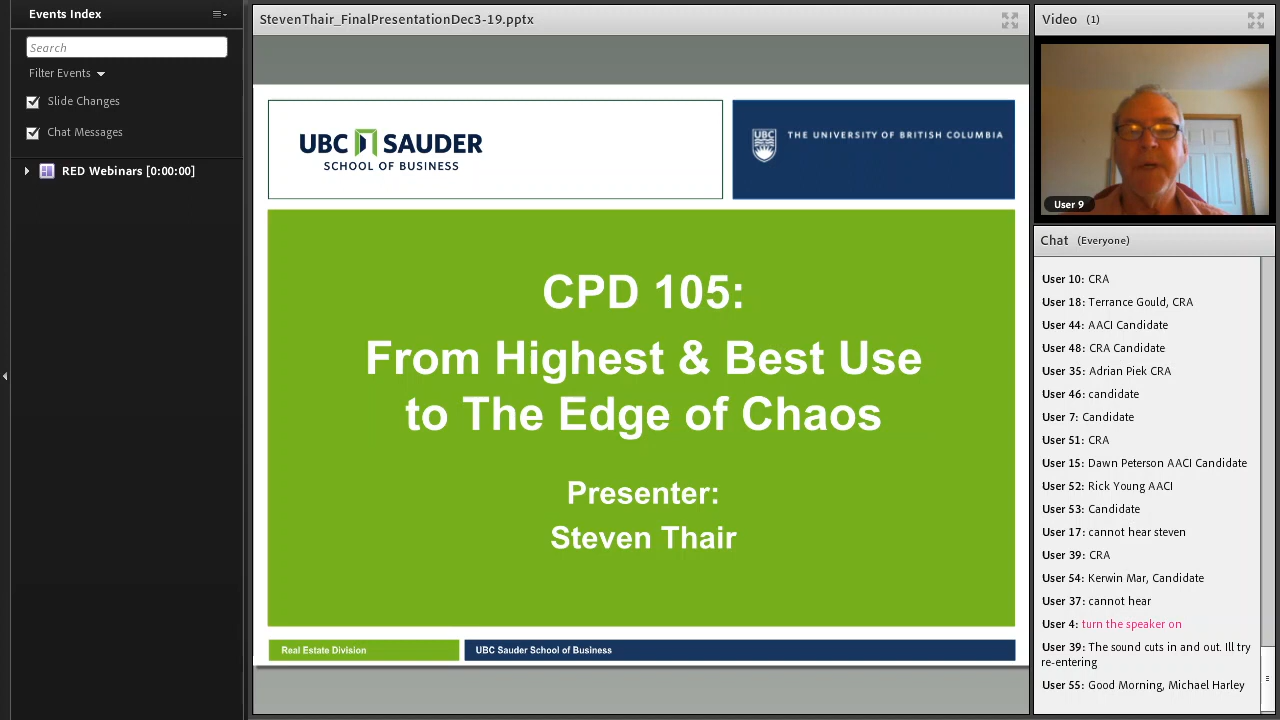 Events Index
Search
Filter Events
Slide Changes
Chat Messages
RED Webinars [0:00:00]
StevenThair_FinalPresentationDec3-19.pptx
UBC SAUDER
SCHOOL OF BUSINESS
UBC
THE UNIVERSITY OF BRITISH COLUMBIA
CPD 105:
From Highest & Best Use
to The Edge of Chaos
Presenter:
Steven Thair
Real Estate Division
UBC Sauder School of Business
Video (1)
User 9
Chat (Everyone)
User 10: CRA
User 18: Terrance Gould, CRA
User 44: AACI Candidate
User 48: CRA Candidate
User 35: Adrian Piek CRA
User 46: candidate
User 7: Candidate
User 51: CRA
User 15: Dawn Peterson AACI Candidate
User 52: Rick Young AACI
User 53: Candidate
User 17: cannot hear steven
User 39: CRA
User 54: Kerwin Mar, Candidate
User 37: cannot hear
User 4: turn the speaker on
User 39: The sound cuts in and out. Ill try
re-entering
User 55: Good Morning, Michael Harley